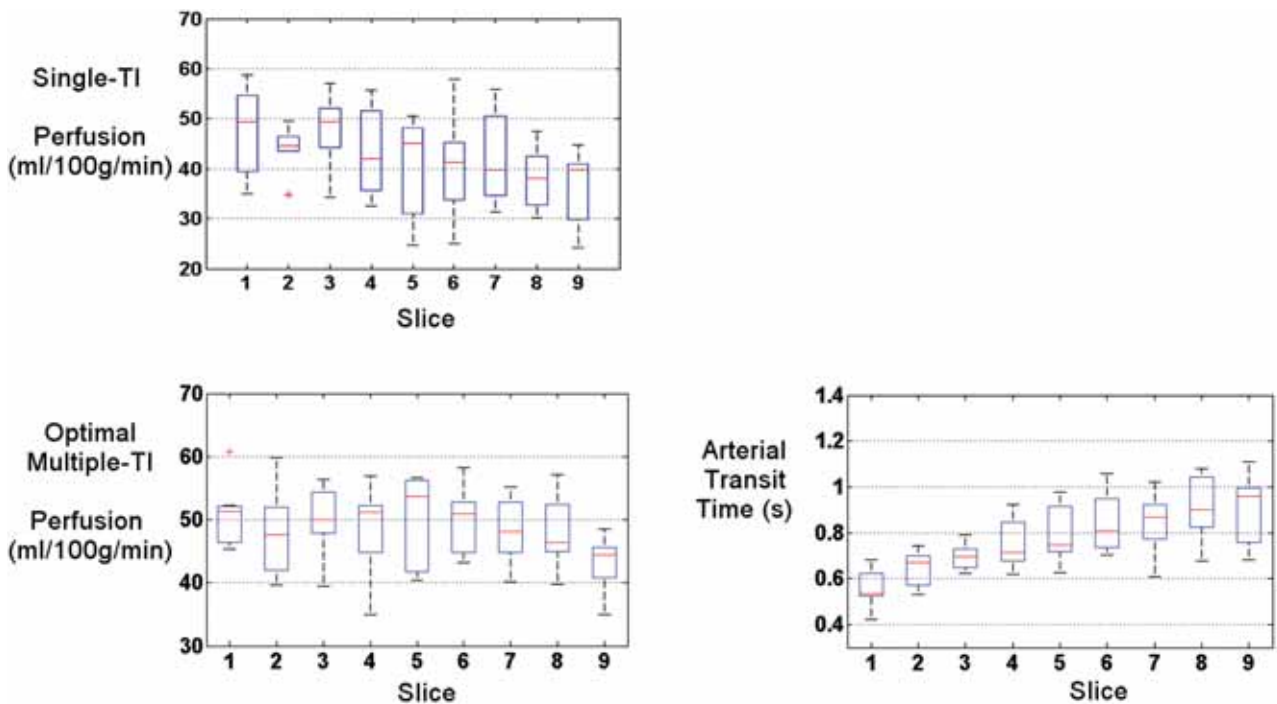 Single-TI
Perfusion
(ml/100g/min)
70
60
50
40
30
20
1 2 3 4 5 6 7 8 9
Slice
Optimal
Multiple-TI
Perfusion
(ml/100g/min)
70
60
50
40
30
1 2 3 4 5 6 7 8 9
Slice
Arterial
Transit
Time (s)
1.4
1.2
1
0.8
0.6
0.4
1 2 3 4 5 6 7 8 9
Slice